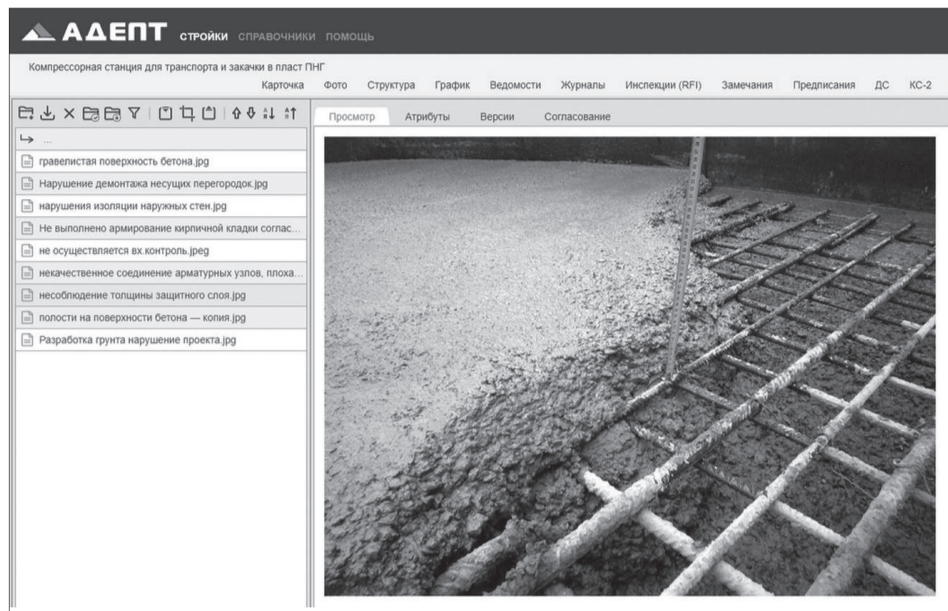 АДЕПТ СТРОЙКИ СПРАВОЧНИКИ ПОМОЩЬ
Компрессорная станция для транспорта и закачки в пласт ПНГ
Карточка Фото Структура График Ведомости Журналы Инспекции (RFI) Замечания Предписания ДС КС-2
Просмотр Атрибуты Версии Согласование
...
гравелистая поверхность бетона.jpg
Нарушение демонтажа несущих перегородок.jpg
нарушения изоляции наружных стен.jpg
Не выполнено армирование кирпичной кладки соглас...
не осуществляется вх.контроль.jpeg
некачественное соединение арматурных узлов, плоха...
несоблюдение толщины защитного слоя.jpg
полости на поверхности бетона — копия.jpg
Разработка грунта нарушение проекта.jpg